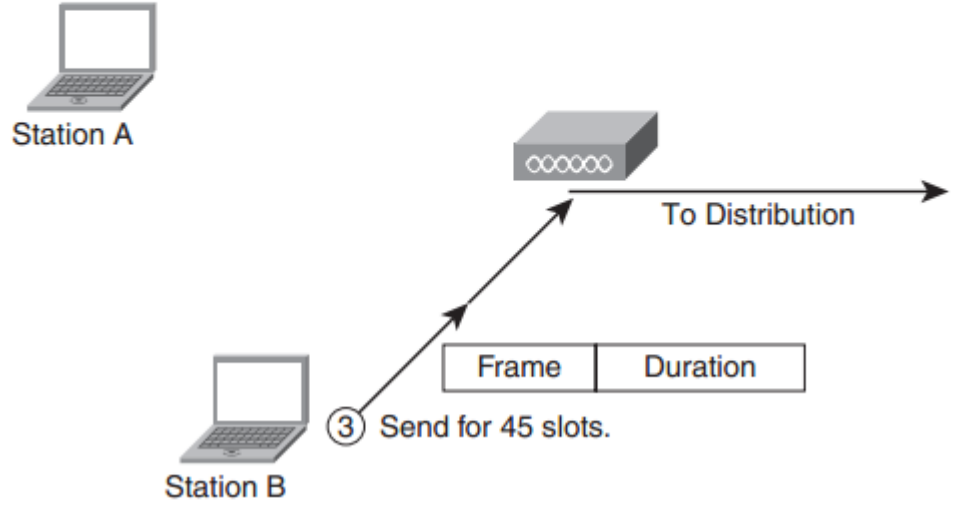 Station A
To Distribution
Frame Duration
3 Send for 45 slots.
Station B